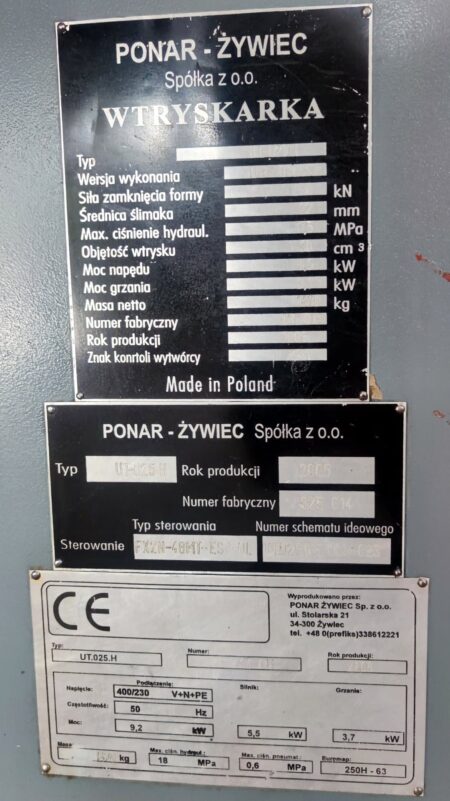 PONAR - ŻYWIEC
Spółka z o.o.
WTRYSKARKA
Typ
Wersja wykonania
Siła zamknięcia formy kN
Średnica ślimaka mm
Max. ciśnienie hydraul. MPa
Objętość wtrysku cm³
Moc napędu kW
Moc grzania kW
Masa netto kg
Numer fabryczny
Rok produkcji
Znak konrtoli wytwórcy
Made in Poland
PONAR - ŻYWIEC Spółka z o.o.
Typ UT-025-H Rok produkcji
Numer fabryczny
Typ sterowania Numer schematu ideowego
Sterowanie
CE
Wyprodukowano przez:
PONAR ŻYWIEC Sp. z o.o.
ul. Stolarska 21
34-300 Żywiec
tel. +48 0(prefiks)338612221
Typ: Numer: Rok produkcji:
UT.025.H
Podłączenie: Silnik: Grzanie:
Napięcie: 400/230 V+N+PE
Częstotliwość: 50 Hz
Moc: 9,2 kW 5,5 kW 3,7 kW
Masa: kg
Max. ciśn. hydraul.: Max. ciśn. pneumat.: Euromap:
18 MPa 0,6 MPa 250H - 63